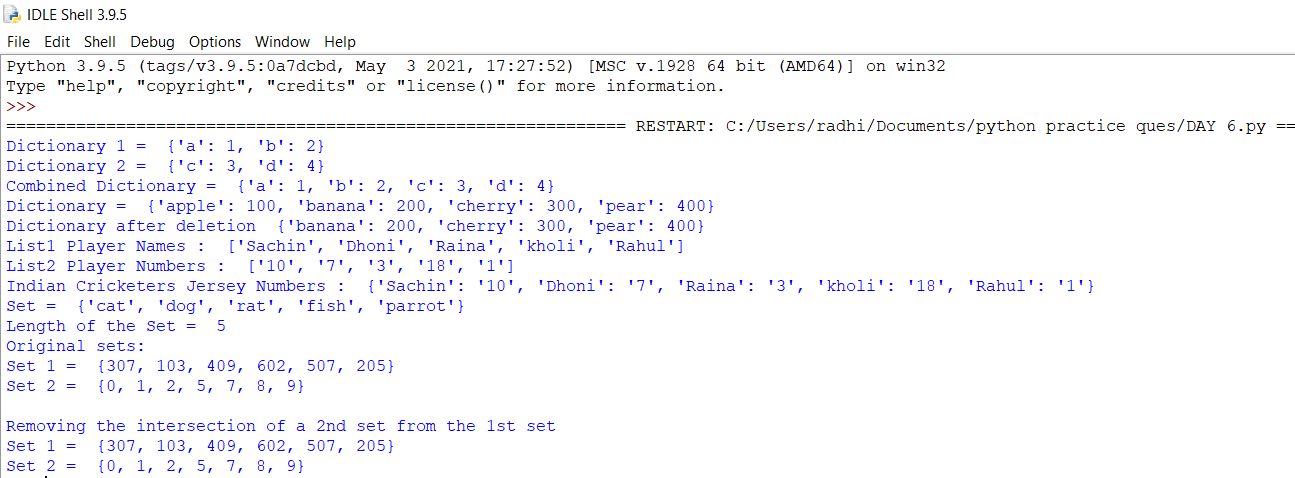 IDLE Shell 3.9.5
File Edit Shell Debug Options Window Help
Python 3.9.5 (tags/v3.9.5:0a7dcbd, May  3 2021, 17:27:52) [MSC v.1928 64 bit (AMD64)] on win32
Type "help", "copyright", "credits" or "license()" for more information.
>>>
============================================================== RESTART: C:/Users/radhi/Documents/python practice ques/DAY 6.py ==
Dictionary 1 =  {'a': 1, 'b': 2}
Dictionary 2 =  {'c': 3, 'd': 4}
Combined Dictionary =  {'a': 1, 'b': 2, 'c': 3, 'd': 4}
Dictionary =  {'apple': 100, 'banana': 200, 'cherry': 300, 'pear': 400}
Dictionary after deletion  {'banana': 200, 'cherry': 300, 'pear': 400}
List1 Player Names :  ['Sachin', 'Dhoni', 'Raina', 'kholi', 'Rahul']
List2 Player Numbers :  ['10', '7', '3', '18', '1']
Indian Cricketers Jersey Numbers :  {'Sachin': '10', 'Dhoni': '7', 'Raina': '3', 'kholi': '18', 'Rahul': '1'}
Set =  {'cat', 'dog', 'rat', 'fish', 'parrot'}
Length of the Set =  5
Original sets:
Set 1 =  {307, 103, 409, 602, 507, 205}
Set 2 =  {0, 1, 2, 5, 7, 8, 9}
Removing the intersection of a 2nd set from the 1st set
Set 1 =  {307, 103, 409, 602, 507, 205}
Set 2 =  {0, 1, 2, 5, 7, 8, 9}